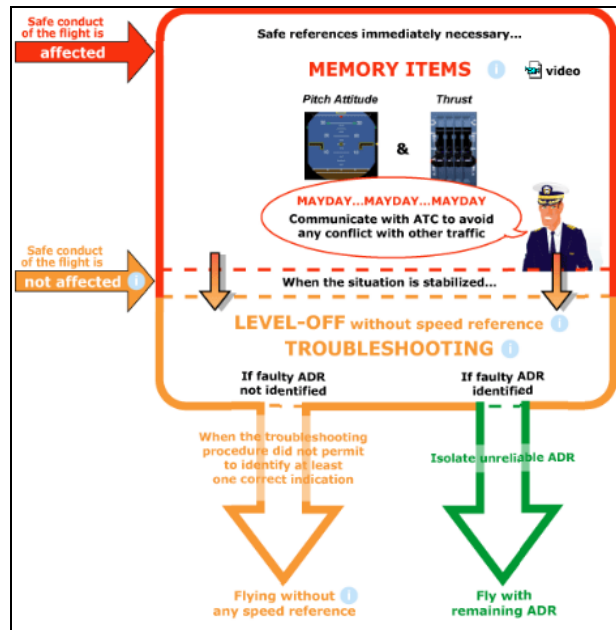 Safe conduct
of the flight is
affected
Safe references immediately necessary...
MEMORY ITEMS i video
Pitch Attitude
Thrust
&
MAYDAY...MAYDAY...MAYDAY
Communicate with ATC to avoid
any conflict with other traffic
Safe conduct
of the flight is
not affected i
When the situation is stabilized...
LEVEL-OFF without speed reference i
TROUBLESHOOTING i
If faulty ADR
not identified
If faulty ADR
identified
When the troubleshooting
procedure did not permit
to identify at least
one correct indication
Isolate unreliable ADR
Flying without i
any speed reference
Fly with
remaining ADR